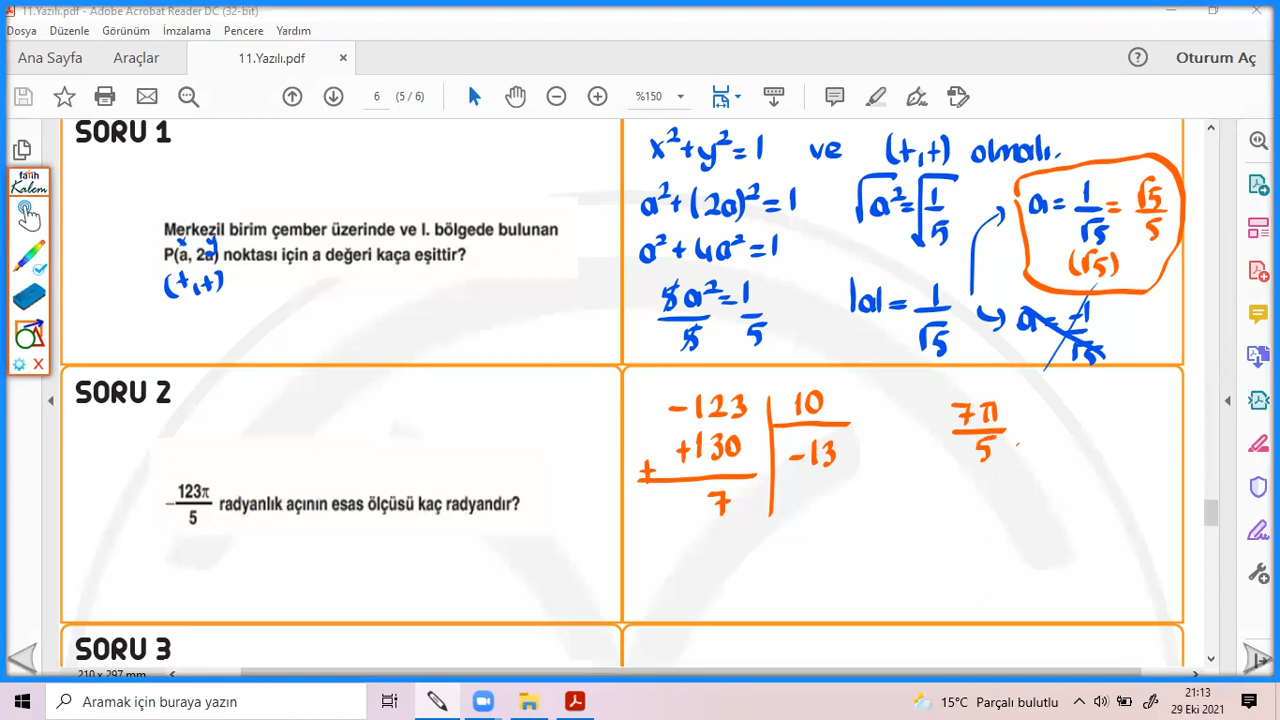 11.Yazılı.pdf - Adobe Acrobat Reader DC (32-bit)
Dosya Düzenle Görünüm İmzalama Pencere Yardım
Ana Sayfa Araçlar 11.Yazılı.pdf × Oturum Aç
6 (5 / 6) %150
fatih
Kalem
SORU 1
Merkezil birim çember üzerinde ve I. bölgede bulunan
x y
P(a, 2a) noktası için a değeri kaça eşittir?
(+,+)
x²+y²=1 ve (+,+) olmalı.
a²+(2a)²=1 √a²=√1/5 a=1/√5=√5/5
a²+4a²=1 (√5)
5a²/5=1/5 |a|=1/√5 a=-1/√5
SORU 2
-123π/5 radyanlık açının esas ölçüsü kaç radyandır?
-123 10 7π/5
+130 -13
+
7
SORU 3
210 x 297 mm
Aramak için buraya yazın
15°C Parçalı bulutlu
21:13
29 Eki 2021